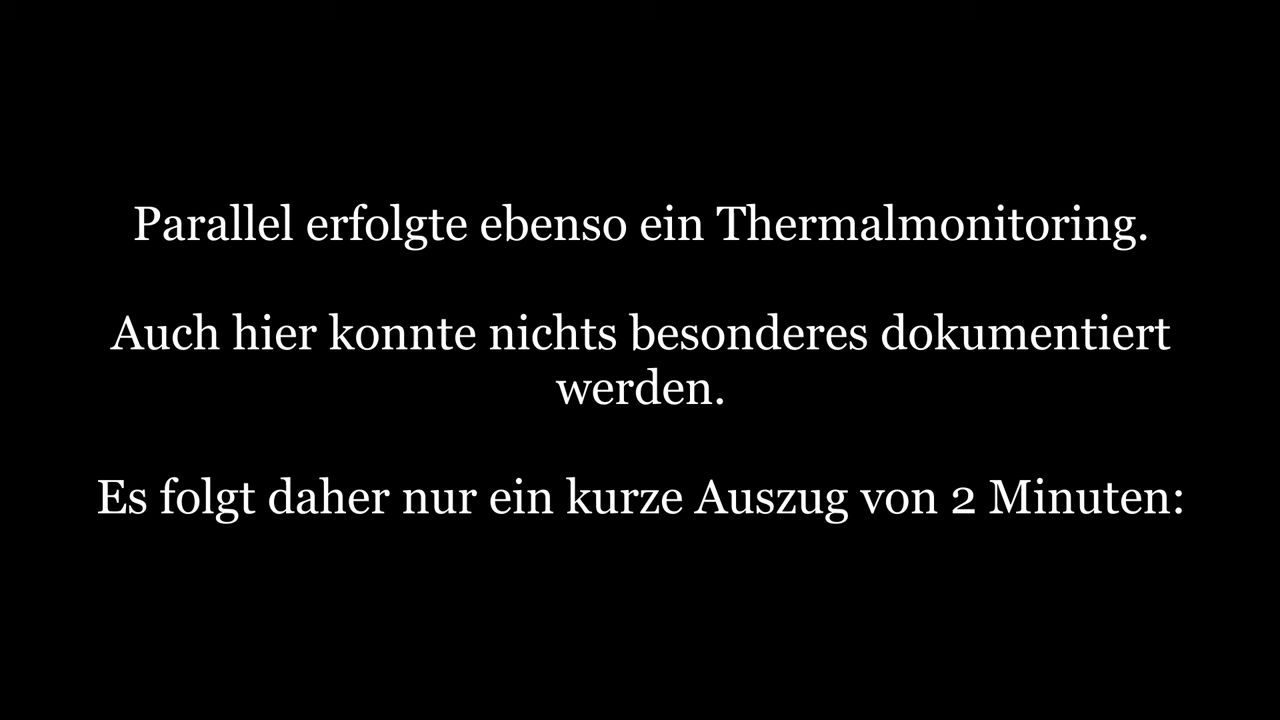 Parallel erfolgte ebenso ein Thermalmonitoring.
Auch hier konnte nichts besonderes dokumentiert
werden.
Es folgt daher nur ein kurze Auszug von 2 Minuten: